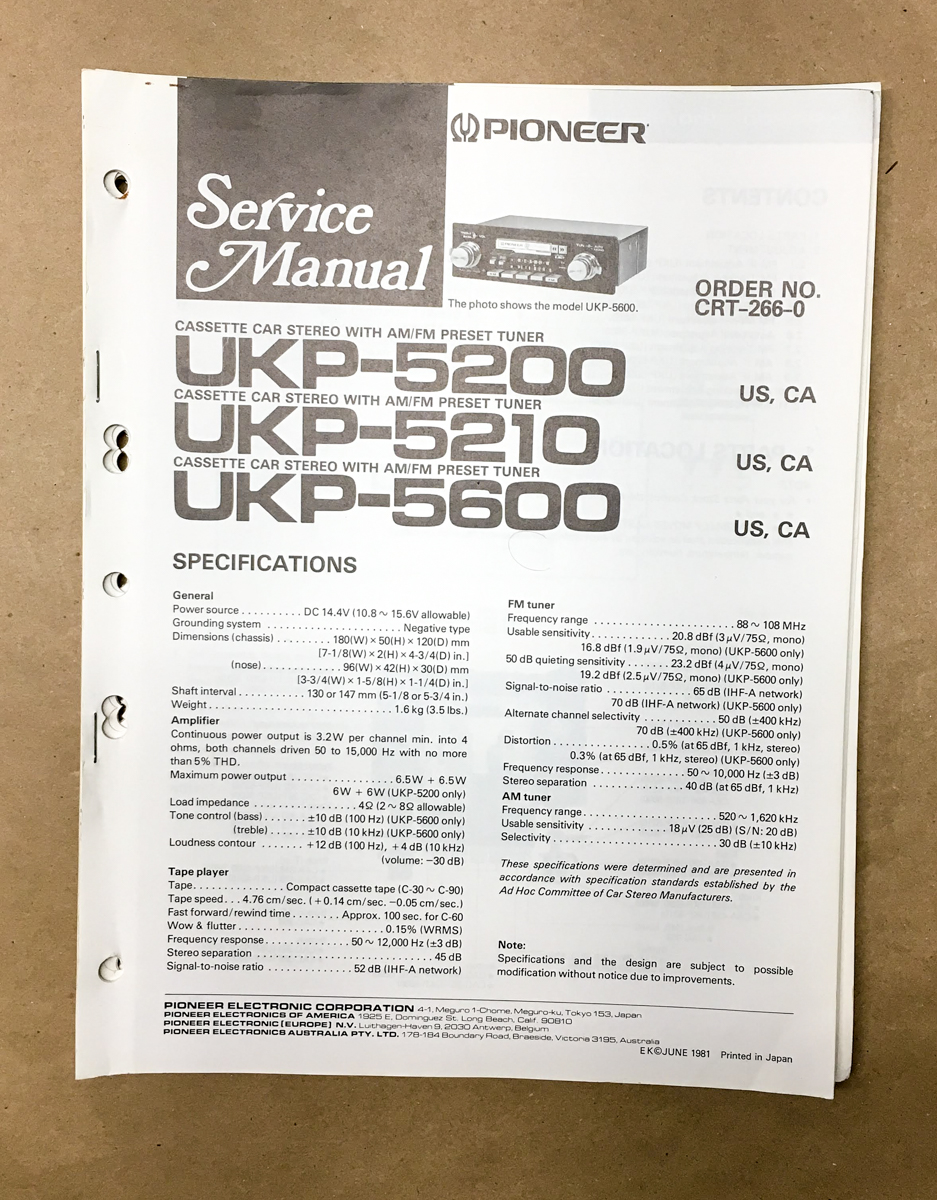 Service
Manual
PIONEER
The photo shows the model UKP-5600.
ORDER NO.
CRT-266-0
CASSETTE CAR STEREO WITH AM/FM PRESET TUNER
UKP-5200
US, CA
CASSETTE CAR STEREO WITH AM/FM PRESET TUNER
UKP-5210
US, CA
CASSETTE CAR STEREO WITH AM/FM PRESET TUNER
UKP-5600
US, CA
SPECIFICATIONS
General
Power source . . . . . . . . . . DC 14.4V (10.8 ~ 15.6V allowable)
Grounding system . . . . . . . . . . . . . . . . . . . . . Negative type
Dimensions (chassis) . . . . . . . . . 180(W) × 50(H) × 120(D) mm
[7-1/8(W) × 2(H) × 4-3/4(D) in.]
(nose) . . . . . . . . . . . . 96(W) × 42(H) × 30(D) mm
[3-3/4(W) × 1-5/8(H) × 1-1/4(D) in.]
Shaft interval . . . . . . . . . . . 130 or 147 mm (5-1/8 or 5-3/4 in.)
Weight . . . . . . . . . . . . . . . . . . . . . . . . . . . . . 1.6 kg (3.5 lbs.)
Amplifier
Continuous power output is 3.2W per channel min. into 4
ohms, both channels driven 50 to 15,000 Hz with no more
than 5% THD.
Maximum power output . . . . . . . . . . . . . . . . 6.5W + 6.5W
6W + 6W (UKP-5200 only)
Load impedance . . . . . . . . . . . . . . . . 4Ω (2 ~ 8Ω allowable)
Tone control (bass) . . . . . . . ±10 dB (100 Hz) (UKP-5600 only)
(treble) . . . . . . . ±10 dB (10 kHz) (UKP-5600 only)
Loudness contour . . . . . . . +12 dB (100 Hz), +4 dB (10 kHz)
(volume: −30 dB)
Tape player
Tape. . . . . . . . . . . . . . . Compact cassette tape (C-30 ~ C-90)
Tape speed . . . 4.76 cm/sec. (+0.14 cm/sec. −0.05 cm/sec.)
Fast forward/rewind time . . . . . . . . Approx. 100 sec. for C-60
Wow & flutter . . . . . . . . . . . . . . . . . . . . . . . 0.15% (WRMS)
Frequency response . . . . . . . . . . . . . . . 50 ~ 12,000 Hz (±3 dB)
Stereo separation . . . . . . . . . . . . . . . . . . . . . . . . . . . . 45 dB
Signal-to-noise ratio . . . . . . . . . . . . . . 52 dB (IHF-A network)
FM tuner
Frequency range . . . . . . . . . . . . . . . . . . . . . . 88 ~ 108 MHz
Usable sensitivity . . . . . . . . . . . . . 20.8 dBf (3 μV/75Ω, mono)
16.8 dBf (1.9 μV/75Ω, mono) (UKP-5600 only)
50 dB quieting sensitivity . . . . . . . 23.2 dBf (4 μV/75Ω, mono)
19.2 dBf (2.5 μV/75Ω, mono) (UKP-5600 only)
Signal-to-noise ratio . . . . . . . . . . . . . . 65 dB (IHF-A network)
70 dB (IHF-A network) (UKP-5600 only)
Alternate channel selectivity . . . . . . . . . . . . 50 dB (±400 kHz)
70 dB (±400 kHz) (UKP-5600 only)
Distortion . . . . . . . . . . . . . . . 0.5% (at 65 dBf, 1 kHz, stereo)
0.3% (at 65 dBf, 1 kHz, stereo) (UKP-5600 only)
Frequency response . . . . . . . . . . . . . . 50 ~ 10,000 Hz (±3 dB)
Stereo separation . . . . . . . . . . . . . . . 40 dB (at 65 dBf, 1 kHz)
AM tuner
Frequency range . . . . . . . . . . . . . . . . . . . . . . 520 ~ 1,620 kHz
Usable sensitivity . . . . . . . . . . . . 18 μV (25 dB) (S/N: 20 dB)
Selectivity . . . . . . . . . . . . . . . . . . . . . . . . . . . 30 dB (±10 kHz)
These specifications were determined and are presented in
accordance with specification standards established by the
Ad Hoc Committee of Car Stereo Manufacturers.
Note:
Specifications and the design are subject to possible
modification without notice due to improvements.
PIONEER ELECTRONIC CORPORATION 4-1, Meguro 1-Chome, Meguro-ku, Tokyo 153, Japan
PIONEER ELECTRONICS OF AMERICA 1925 E. Dominguez St. Long Beach, Calif. 90810
PIONEER ELECTRONIC (EUROPE) N.V. Luithagen-Haven 9, 2030 Antwerp, Belgium
PIONEER ELECTRONICS AUSTRALIA PTY. LTD. 178-184 Boundary Road, Braeside, Victoria 3195, Australia
EK©JUNE 1981 Printed in Japan